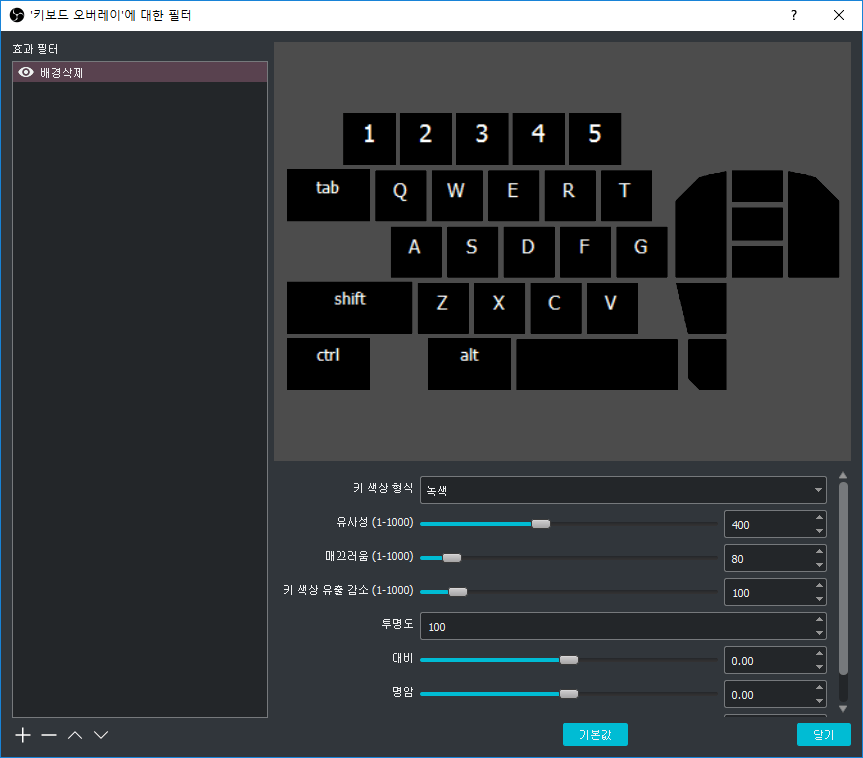 '키보드 오버레이'에 대한 필터
?
효과 필터
배경삭제
1 2 3 4 5
tab Q W E R T
A S D F G
shift Z X C V
ctrl alt
키 색상 형식 녹색
유사성 (1-1000) 400
매끄러움 (1-1000) 80
키 색상 유출 감소 (1-1000) 100
투명도 100
대비 0.00
명암 0.00
기본값 닫기